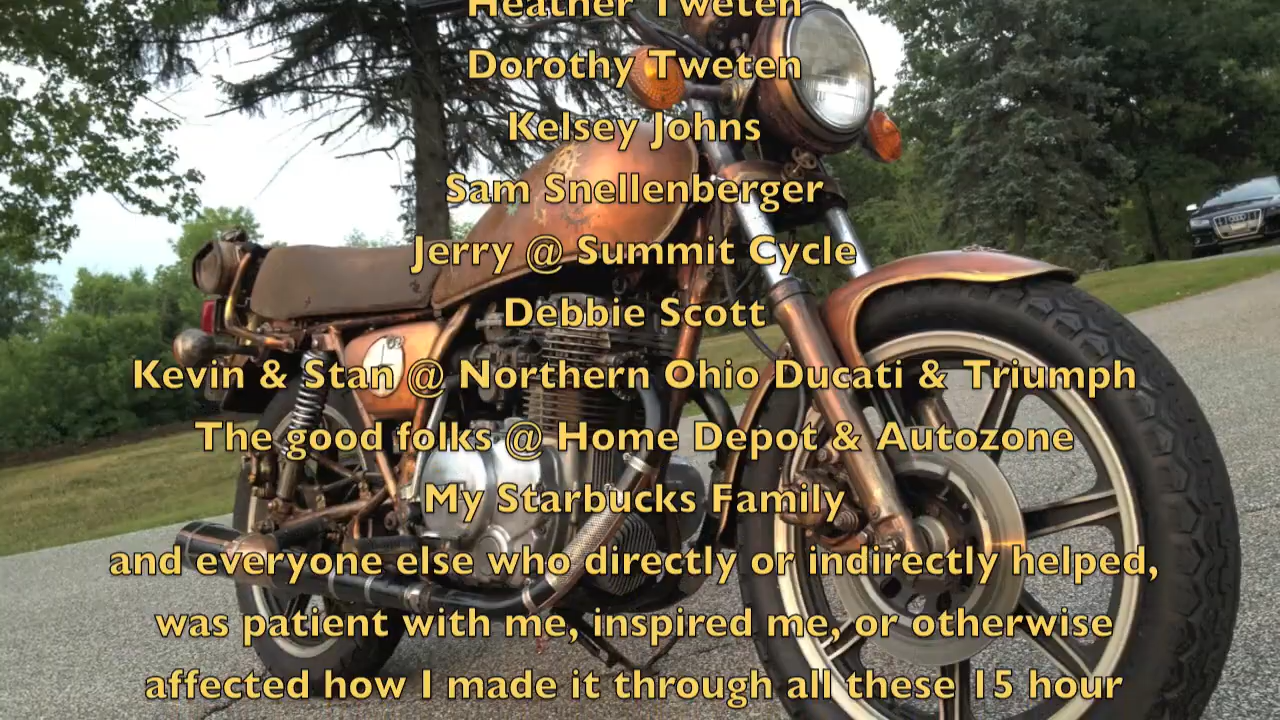 Heather Tweten
Dorothy Tweten
Kelsey Johns
Sam Snellenberger
Jerry @ Summit Cycle
Debbie Scott
Kevin & Stan @ Northern Ohio Ducati & Triumph
The good folks @ Home Depot & Autozone
My Starbucks Family
and everyone else who directly or indirectly helped,
was patient with me, inspired me, or otherwise
affected how I made it through all these 15 hour